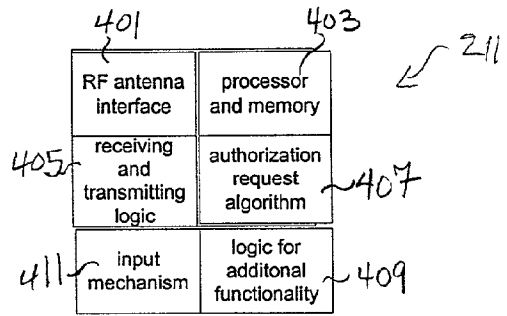 401
403
211
RF antenna
interface
processor
and memory
405
receiving
and
transmitting
logic
authorization
request
algorithm
407
411
input
mechanism
logic for
additonal
functionality
409